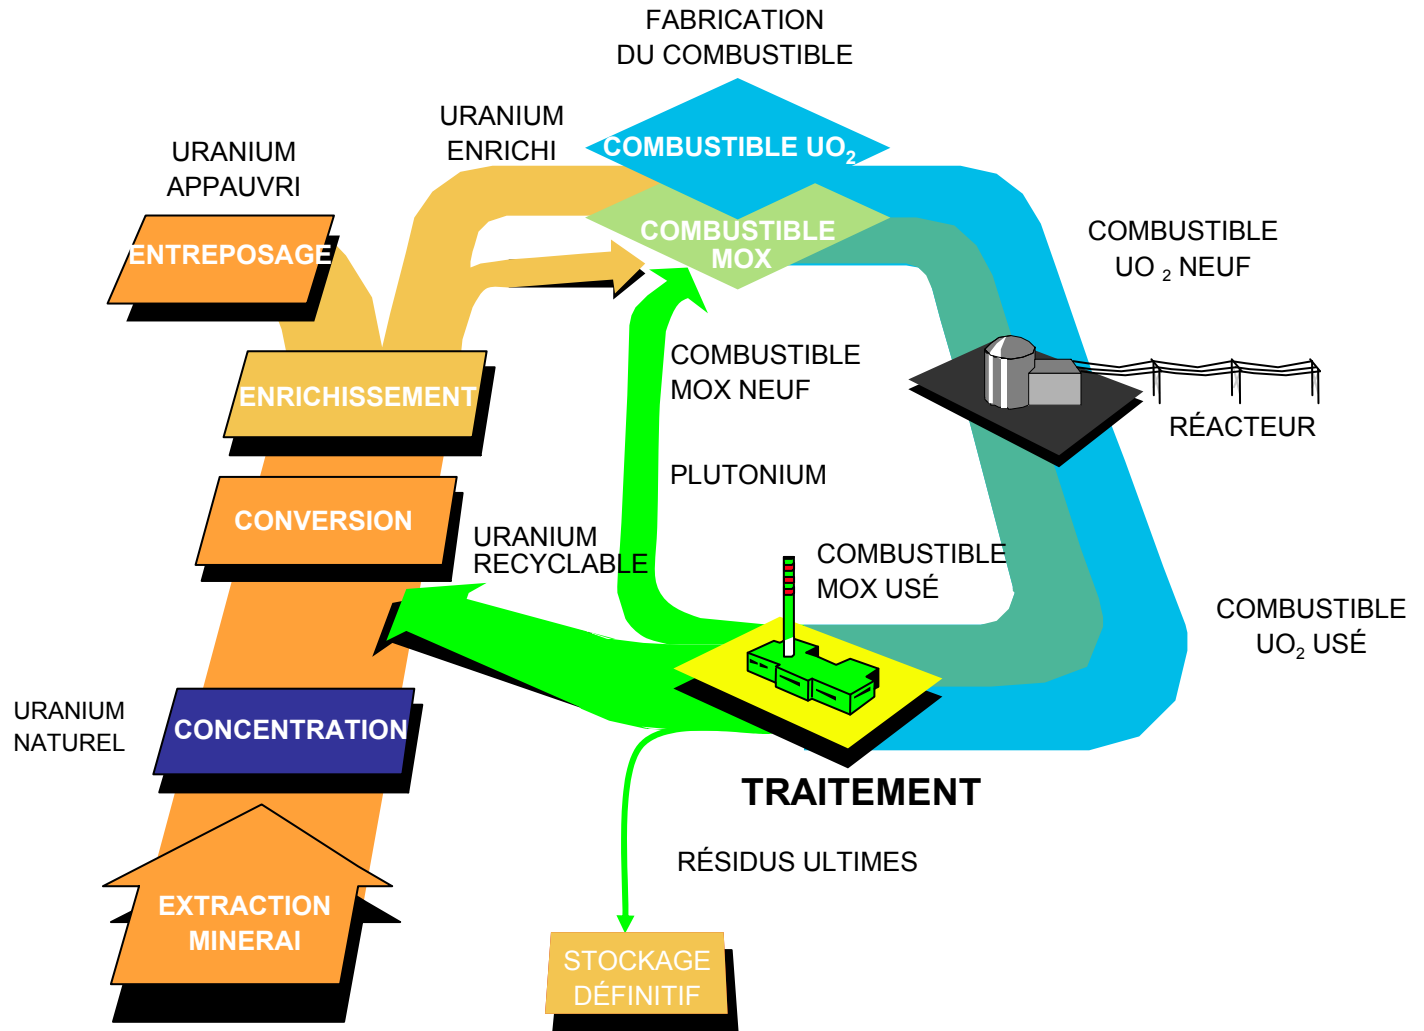 FABRICATION
DU COMBUSTIBLE
URANIUM
ENRICHI
COMBUSTIBLE UO₂
URANIUM
APPAUVRI
ENTREPOSAGE
COMBUSTIBLE
MOX
COMBUSTIBLE
UO ₂ NEUF
COMBUSTIBLE
MOX NEUF
ENRICHISSEMENT
RÉACTEUR
PLUTONIUM
CONVERSION
URANIUM
RECYCLABLE
COMBUSTIBLE
MOX USÉ
COMBUSTIBLE
UO₂ USÉ
URANIUM
NATUREL
CONCENTRATION
TRAITEMENT
RÉSIDUS ULTIMES
EXTRACTION
MINERAI
STOCKAGE
DÉFINITIF